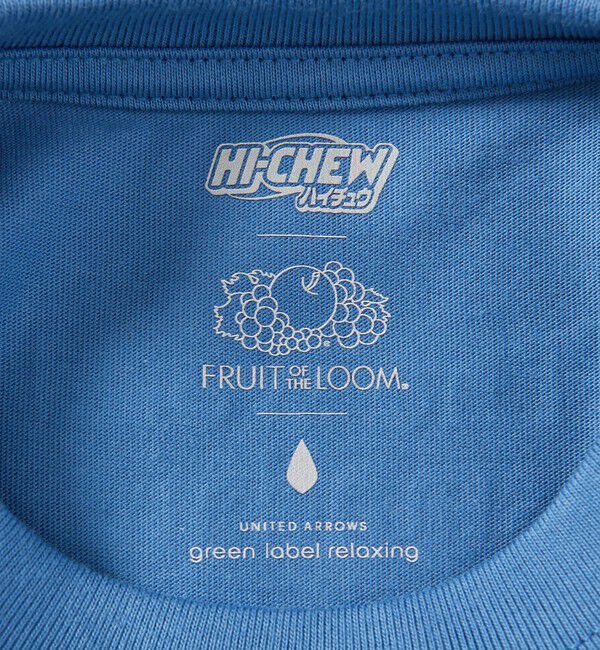 HI-CHEW
ハイチュウ
FRUIT OF THE LOOM®
UNITED ARROWS
green label relaxing